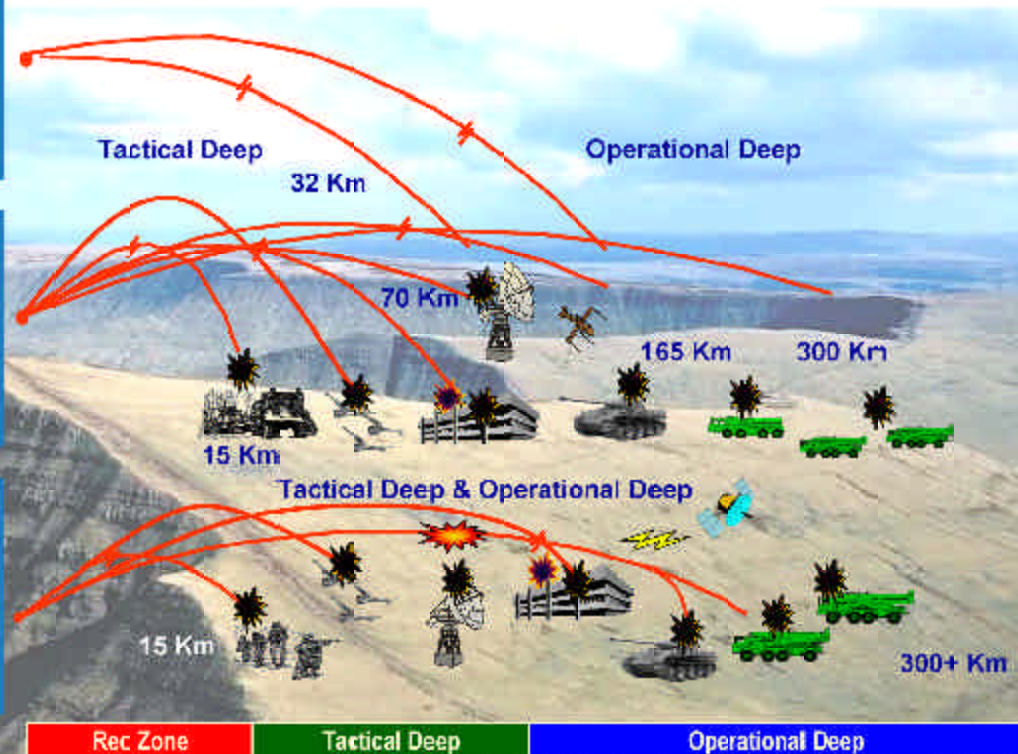 Tactical Deep
Operational Deep
32 Km
70 Km
165 Km
300 Km
15 Km
Tactical Deep & Operational Deep
15 Km
300+ Km
Rec Zone
Tactical Deep
Operational Deep